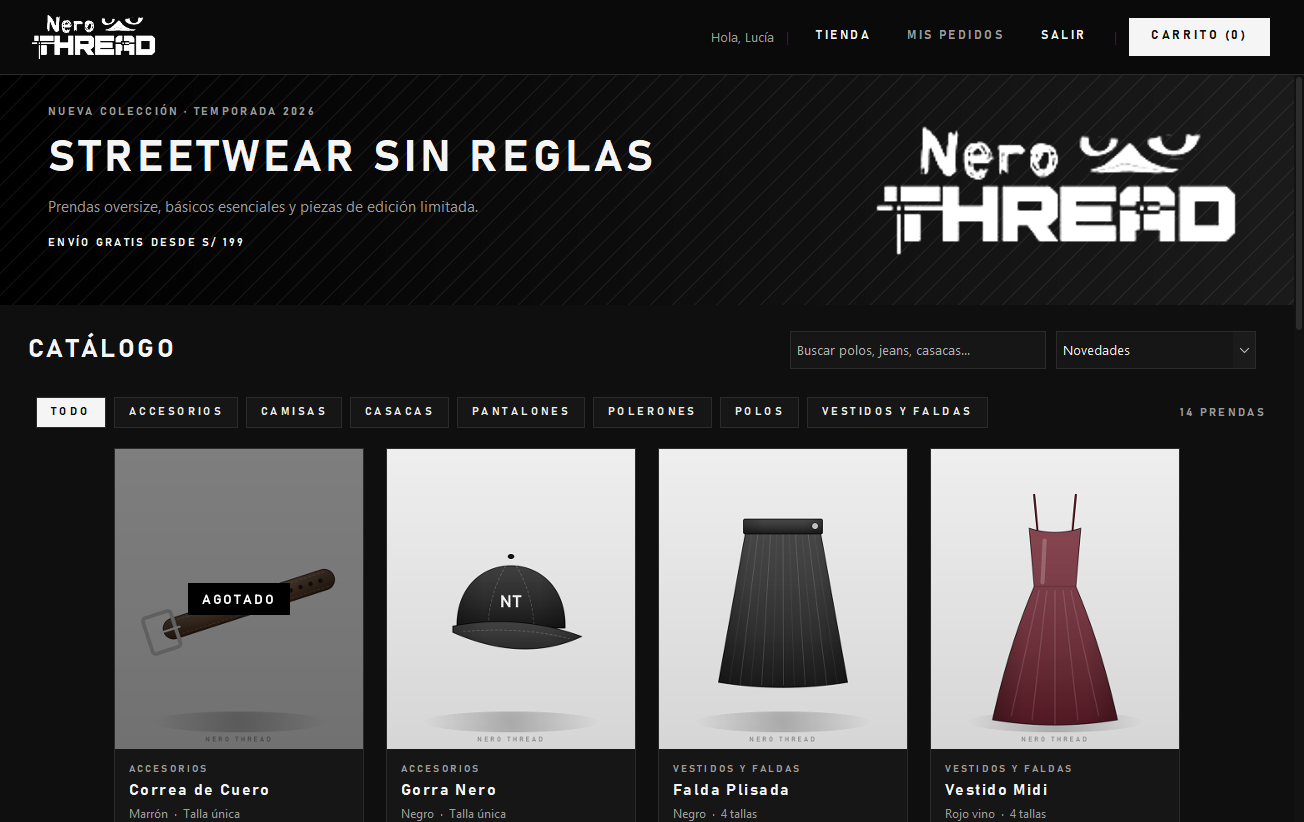 Nero
THREAD
Hola, Lucía
TIENDA
MIS PEDIDOS
SALIR
CARRITO (0)
NUEVA COLECCIÓN · TEMPORADA 2026
STREETWEAR SIN REGLAS
Prendas oversize, básicos esenciales y piezas de edición limitada.
ENVÍO GRATIS DESDE S/ 199
Nero
THREAD
CATÁLOGO
Buscar polos, jeans, casacas...
Novedades
TODO
ACCESORIOS
CAMISAS
CASACAS
PANTALONES
POLERONES
POLOS
VESTIDOS Y FALDAS
14 PRENDAS
AGOTADO
NERO THREAD
ACCESORIOS
Correa de Cuero
Marrón · Talla única
NT
NERO THREAD
ACCESORIOS
Gorra Nero
Negro · Talla única
NERO THREAD
VESTIDOS Y FALDAS
Falda Plisada
Negro · 4 tallas
NERO THREAD
VESTIDOS Y FALDAS
Vestido Midi
Rojo vino · 4 tallas